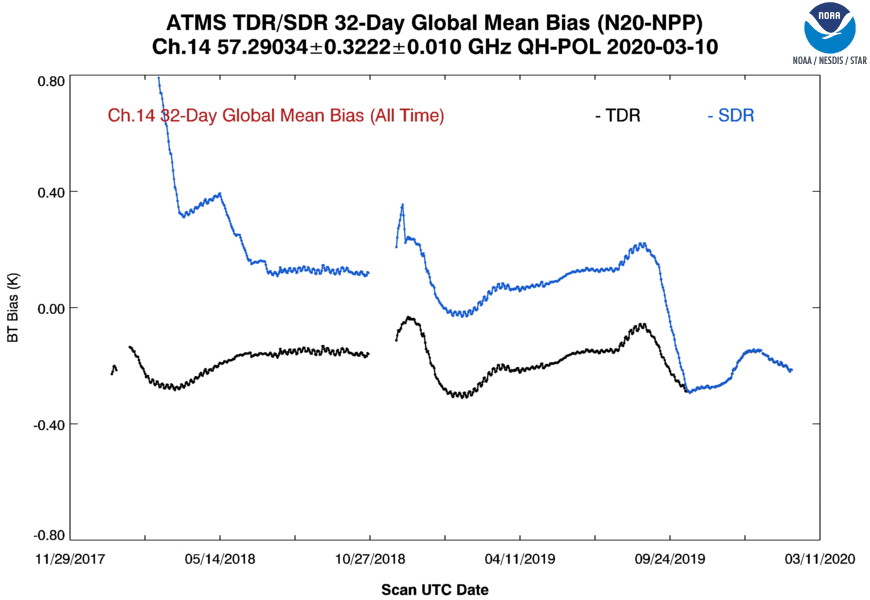 ATMS TDR/SDR 32-Day Global Mean Bias (N20-NPP)
Ch.14 57.29034±0.3222±0.010 GHz QH-POL 2020-03-10
NOAA
NOAA / NESDIS / STAR
Ch.14 32-Day Global Mean Bias (All Time)
- TDR
- SDR
BT Bias (K)
0.80
0.40
0.00
-0.40
-0.80
11/29/2017
05/14/2018
10/27/2018
04/11/2019
09/24/2019
03/11/2020
Scan UTC Date